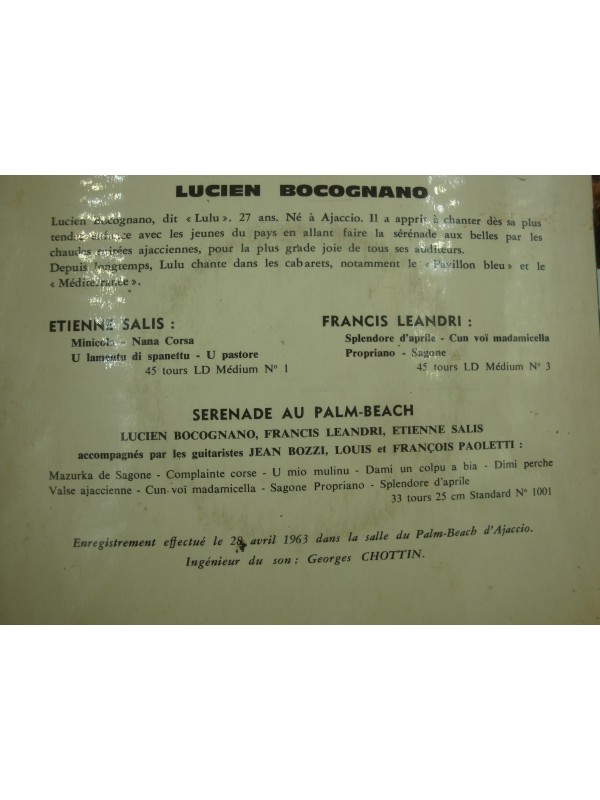 LUCIEN BOCOGNANO
Lucien Bocognano, dit « Lulu ». 27 ans. Né à Ajaccio. Il a apprit à chanter dès sa plus
tendre enfance avec les jeunes du pays en allant faire la sérénade aux belles par les
chaudes soirées ajacciennes, pour la plus grade joie de tous ses auditeurs.
Depuis longtemps, Lulu chante dans les cabarets, notamment le « Pavillon bleu » et le
« Méditerranée ».
ETIENNE SALIS :
Minicola - Nana Corsa
U lamentu di spanettu - U pastore
45 tours LD Médium N° 1
FRANCIS LEANDRI :
Splendore d'aprile - Cun voï madamicella
Propriano - Sagone
45 tours LD Médium N° 3
SERENADE AU PALM-BEACH
LUCIEN BOCOGNANO, FRANCIS LEANDRI, ETIENNE SALIS
accompagnés par les guitaristes JEAN BOZZI, LOUIS et FRANÇOIS PAOLETTI :
Mazurka de Sagone - Complainte corse - U mio mulinu - Dami un colpu a bia - Dimi perche
Valse ajaccienne - Cun voï madamicella - Sagone Propriano - Splendore d'aprile
33 tours 25 cm Standard N° 1001
Enregistrement effectué le 28 avril 1963 dans la salle du Palm-Beach d'Ajaccio.
Ingénieur du son : Georges CHOTTIN.